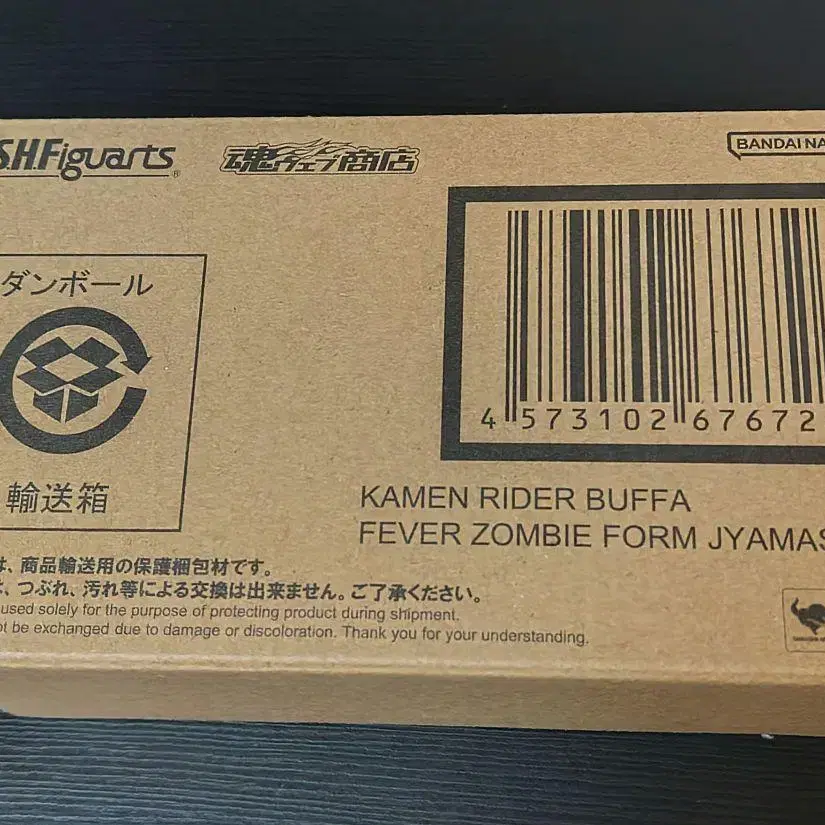 S.H.Figuarts
魂ウェブ商店
BANDAI NA
ダンボール
輸送箱
4 573102 67672
KAMEN RIDER BUFFA
FEVER ZOMBIE FORM JYAMAS
は、商品輸送用の保護梱包材です。
は、つぶれ、汚れ等による交換は出来ません。ご了承ください。
used solely for the purpose of protecting product during shipment.
ot be exchanged due to damage or discoloration. Thank you for your understanding.